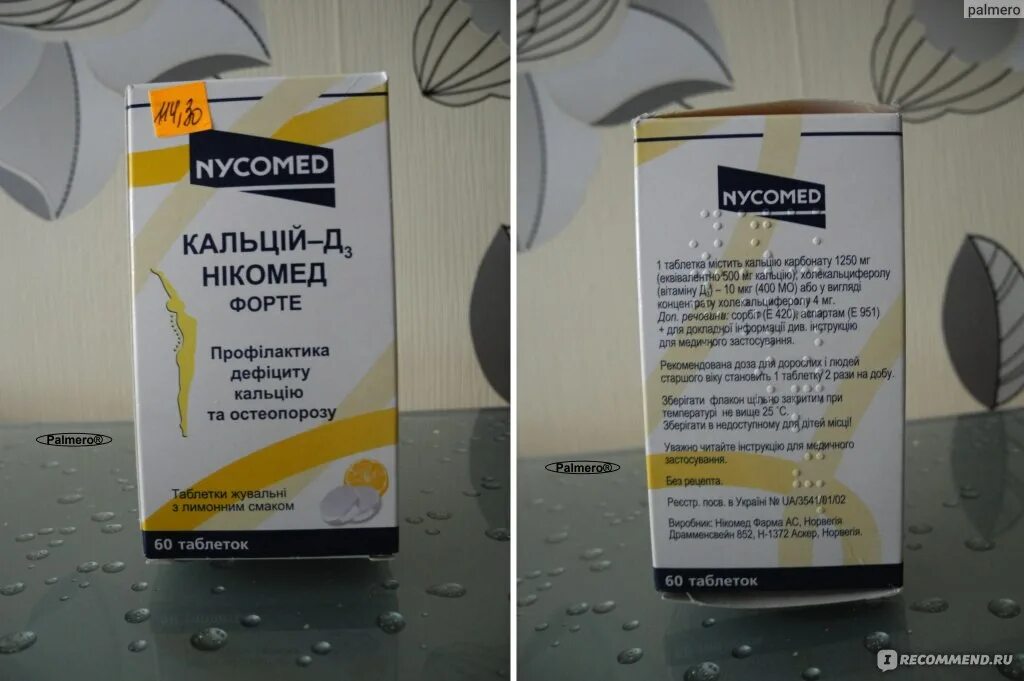 114,30
NYCOMED
КАЛЬЦІЙ–Д3
НІКОМЕД
ФОРТЕ
Профілактика
дефіциту
кальцію
та остеопорозу
Таблетки жувальні
з лимонним смаком
60 таблеток
Palmero®
palmero
NYCOMED
1 таблетка містить кальцію карбонату 1250 мг
(еквівалентно 500 мг кальцію); холекальциферолу
(вітаміну Д3) – 10 мкг (400 МО) або у вигляді
концентрату холекальциферолу 4 мг.
Доп. речовини: сорбіт (Е 420), аспартам (Е 951)
+ для докладної інформації див. інструкцію
для медичного застосування.
Рекомендована доза для дорослих і людей
старшого віку становить 1 таблетку 2 рази на добу.
Зберігати флакон щільно закритим при
температурі не вище 25 °С.
Зберігати в недоступному для дітей місці!
Уважно читайте інструкцію для медичного
застосування.
Без рецепта.
Реєстр. посв. в Україні № UA/3541/01/02
Виробник: Нікомед Фарма АС, Норвегія
Драмменсвейн 852, Н-1372 Аскер, Норвегія.
60 таблеток
Palmero®
IRECOMMEND.RU